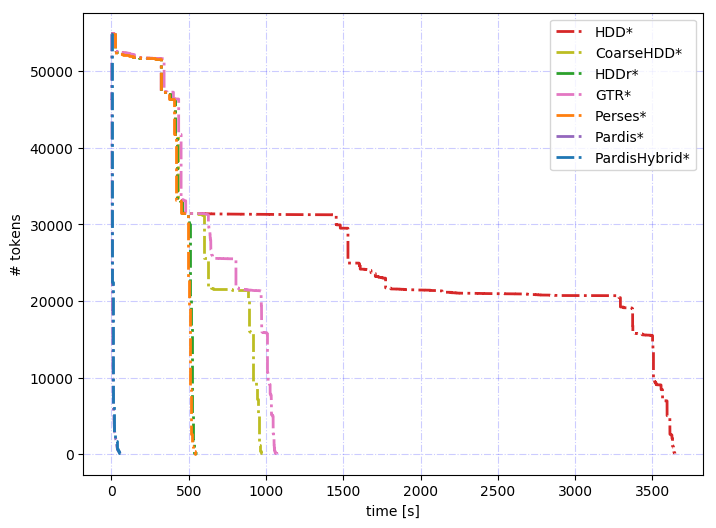 HDD*
CoarseHDD*
HDDr*
GTR*
Perses*
Pardis*
PardisHybrid*
50000
40000
30000
20000
10000
0
# tokens
0 500 1000 1500 2000 2500 3000 3500
time [s]